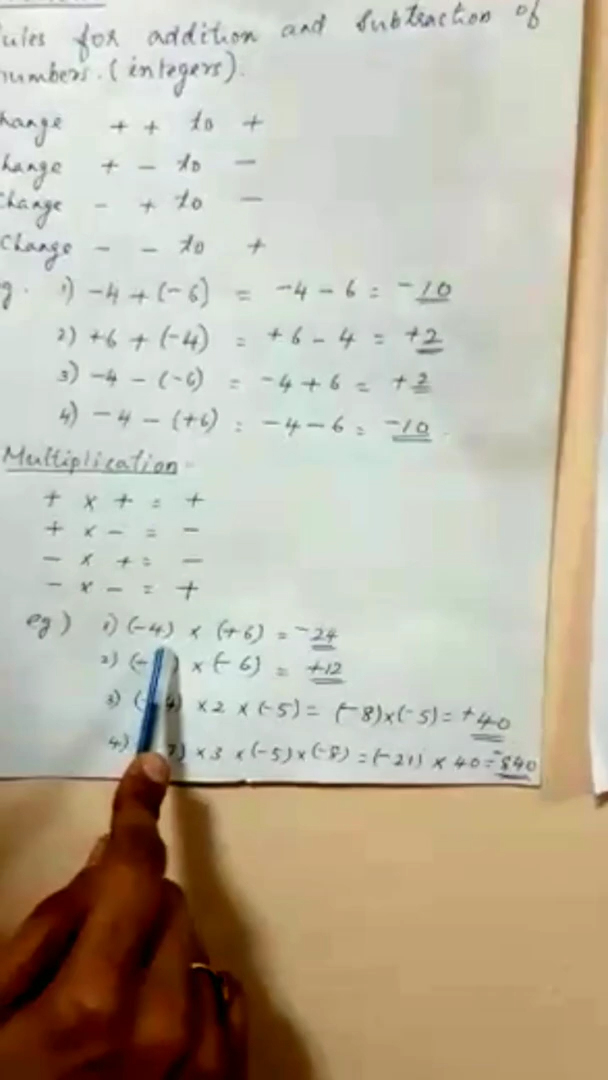 ules for addition and subtraction of
numbers. (integers).
hange + + to +
hange + - to -
change - + to -
Change - - to +
g. 1) -4 + (-6) = -4 - 6 = -10
2) +6 + (-4) = +6 - 4 = +2
3) -4 - (-6) = -4 + 6 = +2
4) -4 - (+6) = -4 - 6 = -10
Multiplication
+ x + = +
+ x - = -
- x + = -
- x - = +
eg) 1) (-4) x (+6) = -24
2) (- ) x (-6) = +12
3) ( 4) x 2 x (-5) = (-8) x (-5) = +40
4) 7) x 3 x (-5) x (-8) = (-21) x 40 = -840